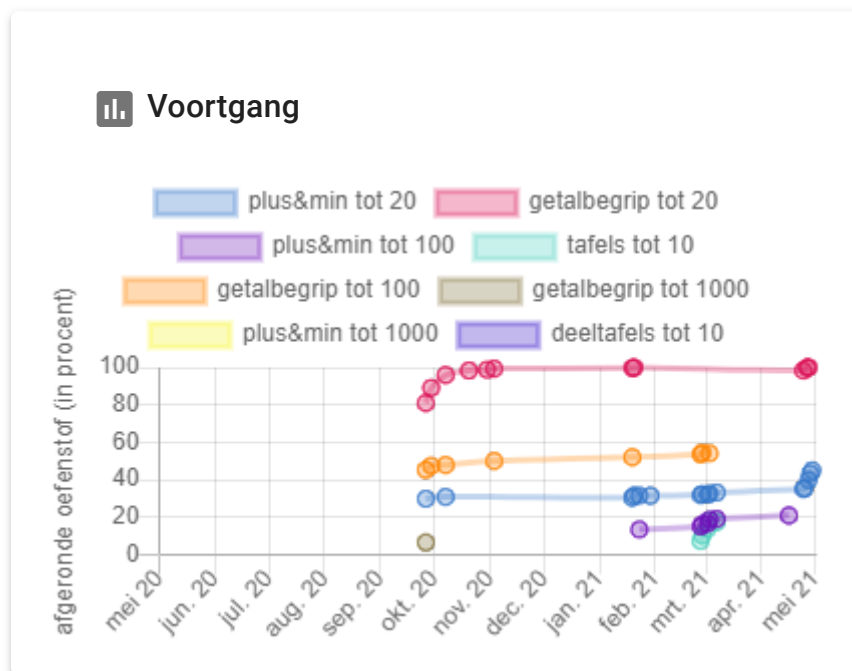 Voortgang
plus&min tot 20 getalbegrip tot 20
plus&min tot 100 tafels tot 10
getalbegrip tot 100 getalbegrip tot 1000
plus&min tot 1000 deeltafels tot 10
afgeronde oefenstof (in procent)
100
80
60
40
20
0
mei 20 jun. 20 jul. 20 aug. 20 sep. 20 okt. 20 nov. 20 dec. 20 jan. 21 feb. 21 mrt. 21 apr. 21 mei 21